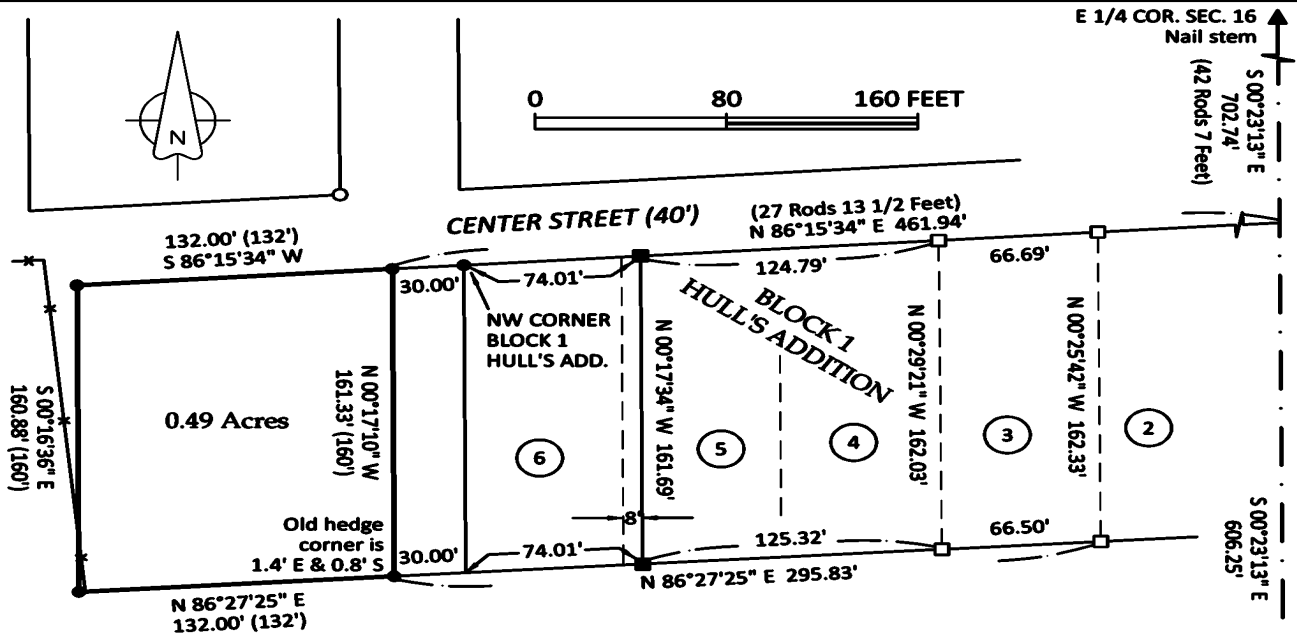 E 1/4 COR. SEC. 16
Nail stem
S 00°23'13" E
702.74'
(42 Rods 7 Feet)
N
0 80 160 FEET
CENTER STREET (40')
(27 Rods 13 1/2 Feet)
N 86°15'34" E 461.94'
132.00' (132')
S 86°15'34" W
30.00'
74.01'
124.79'
66.69'
NW CORNER
BLOCK 1
HULL'S ADD.
BLOCK 1
HULL'S ADDITION
S 00°16'36" E
160.88' (160')
0.49 Acres
N 00°17'10" W
161.33' (160')
N 00°17'34" W 161.69'
N 00°29'21" W 162.03'
N 00°25'42" W 162.33'
6
5
4
3
2
8'
Old hedge
corner is
1.4' E & 0.8' S
30.00'
74.01'
125.32'
66.50'
N 86°27'25" E 295.83'
N 86°27'25" E
132.00' (132')
S 00°23'13" E
606.25'